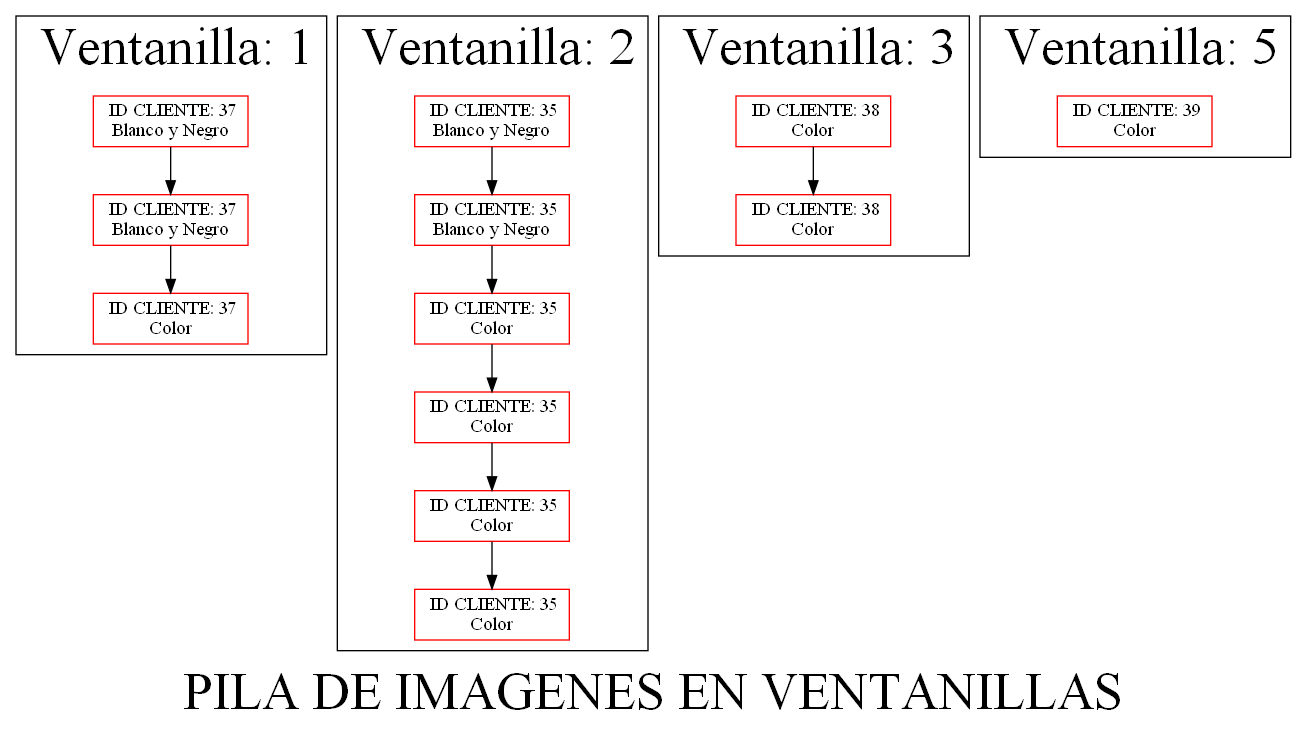 Ventanilla: 1
ID CLIENTE: 37
Blanco y Negro
ID CLIENTE: 37
Blanco y Negro
ID CLIENTE: 37
Color
Ventanilla: 2
ID CLIENTE: 35
Blanco y Negro
ID CLIENTE: 35
Blanco y Negro
ID CLIENTE: 35
Color
ID CLIENTE: 35
Color
ID CLIENTE: 35
Color
ID CLIENTE: 35
Color
Ventanilla: 3
ID CLIENTE: 38
Color
ID CLIENTE: 38
Color
Ventanilla: 5
ID CLIENTE: 39
Color
PILA DE IMAGENES EN VENTANILLAS